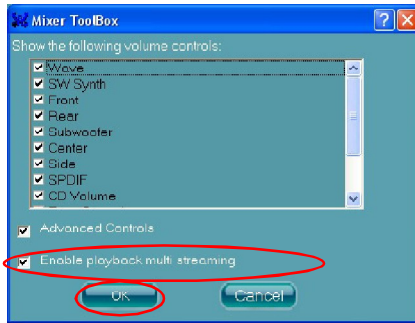 Mixer ToolBox
Show the following volume controls:
Wave
SW Synth
Front
Rear
Subwoofer
Center
Side
SPDIF
CD Volume
Advanced Controls
Enable playback multi streaming
OK
Cancel